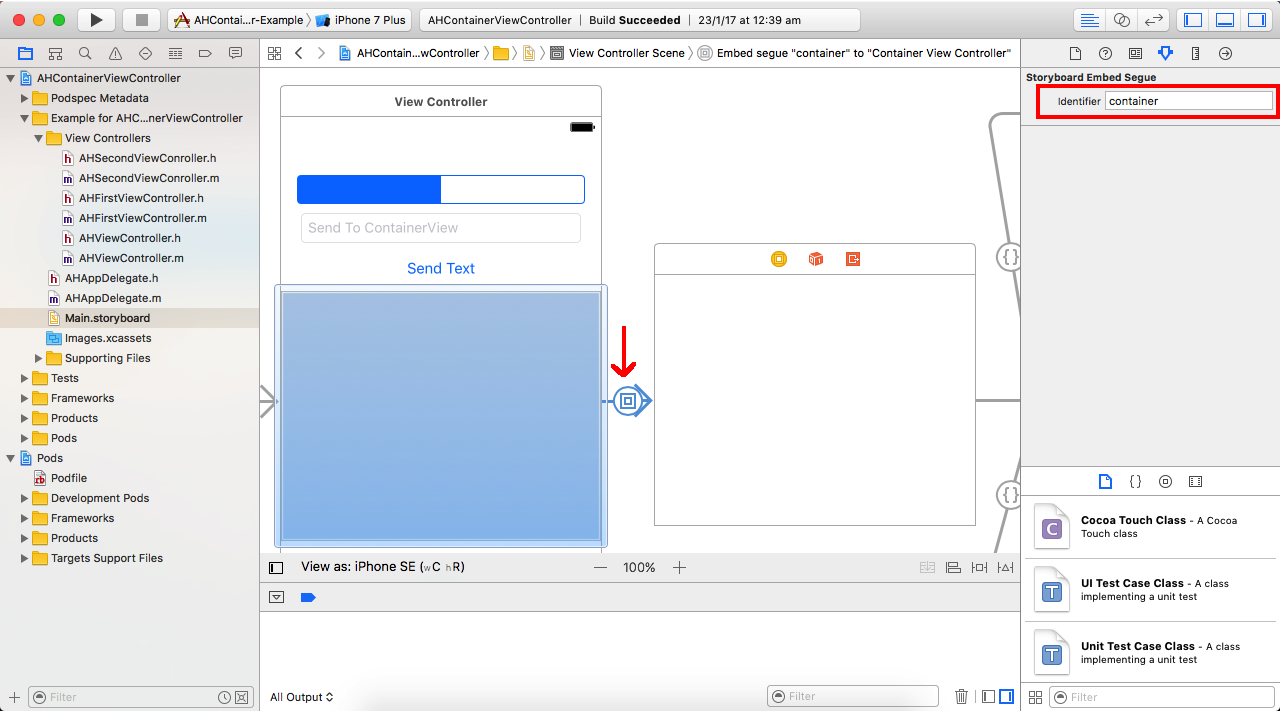 AHContai...r-Example iPhone 7 Plus AHContainerViewController Build Succeeded 23/1/17 at 12:39 am
AHContain...wController View Controller Scene Embed segue "container" to "Container View Controller"
AHContainerViewController
Podspec Metadata
Example for AHC...nerViewController
View Controllers
AHSecondViewConroller.h
AHSecondViewConroller.m
AHFirstViewController.h
AHFirstViewController.m
AHViewController.h
AHViewController.m
AHAppDelegate.h
AHAppDelegate.m
Main.storyboard
Images.xcassets
Supporting Files
Tests
Frameworks
Products
Pods
Pods
Podfile
Development Pods
Frameworks
Products
Targets Support Files
Filter
View Controller
Send To ContainerView
Send Text
View as: iPhone SE (wC hR) 100%
All Output
Filter
Storyboard Embed Segue
Identifier container
Cocoa Touch Class - A Cocoa
Touch class
UI Test Case Class - A class
implementing a unit test
Unit Test Case Class - A class
implementing a unit test
Filter